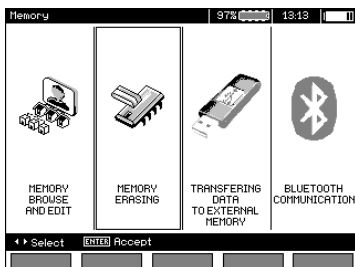 Memory 97% 13:13
MEMORY
BROWSE
AND EDIT
MEMORY
ERASING
TRANSFERING
DATA
TO EXTERNAL
MEMORY
BLUETOOTH
COMMUNICATION
Select ENTER Accept